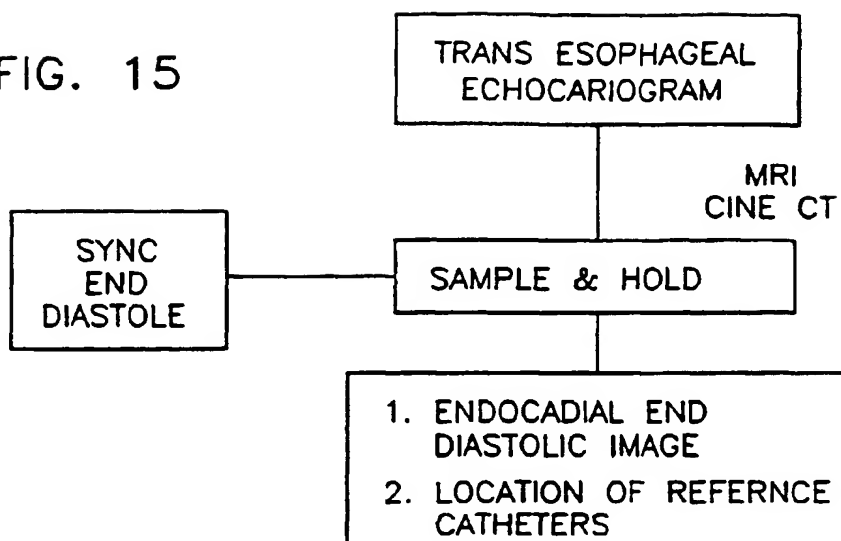 FIG. 15
TRANS ESOPHAGEAL
ECHOCARIOGRAM
MRI
CINE CT
SYNC
END
DIASTOLE
SAMPLE & HOLD
1. ENDOCADIAL END
DIASTOLIC IMAGE
2. LOCATION OF REFERNCE
CATHETERS